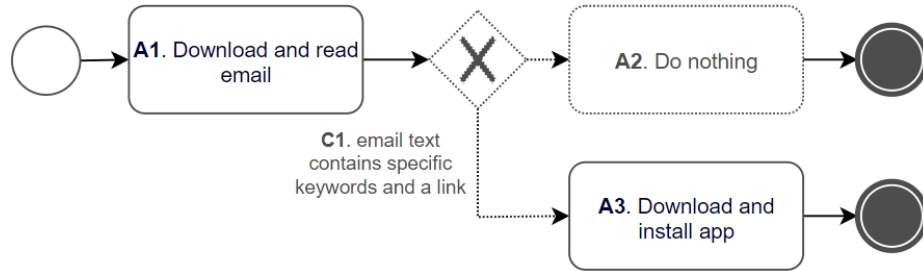 A1. Download and read
email
A2. Do nothing
C1. email text
contains specific
keywords and a link
A3. Download and
install app